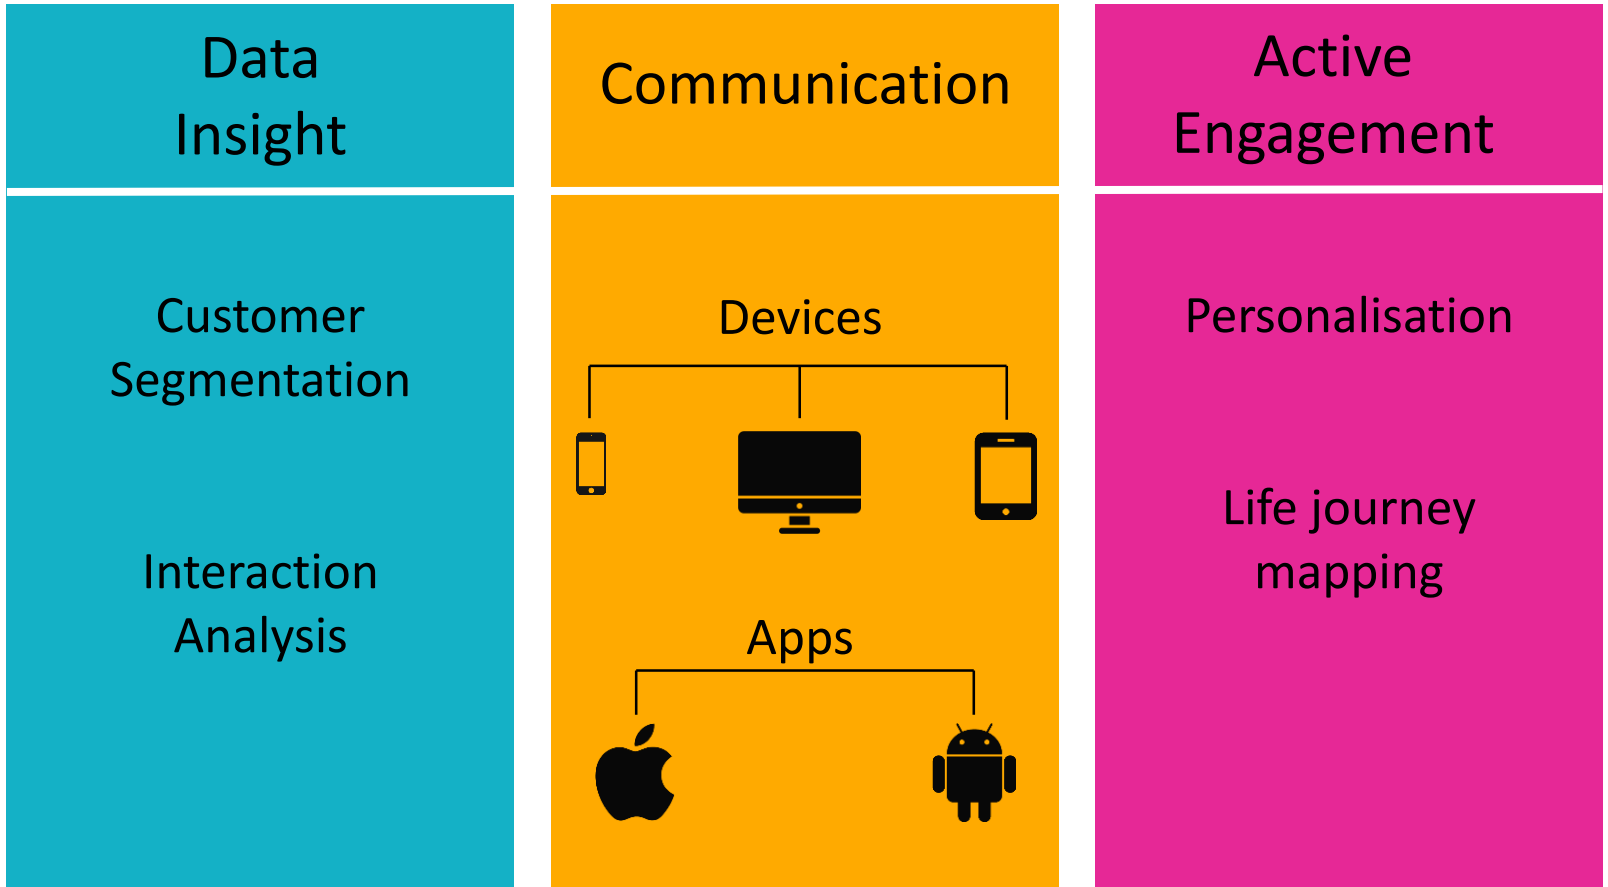 Data
Insight
Customer
Segmentation
Interaction
Analysis
Communication
Devices
Apps
Active
Engagement
Personalisation
Life journey
mapping